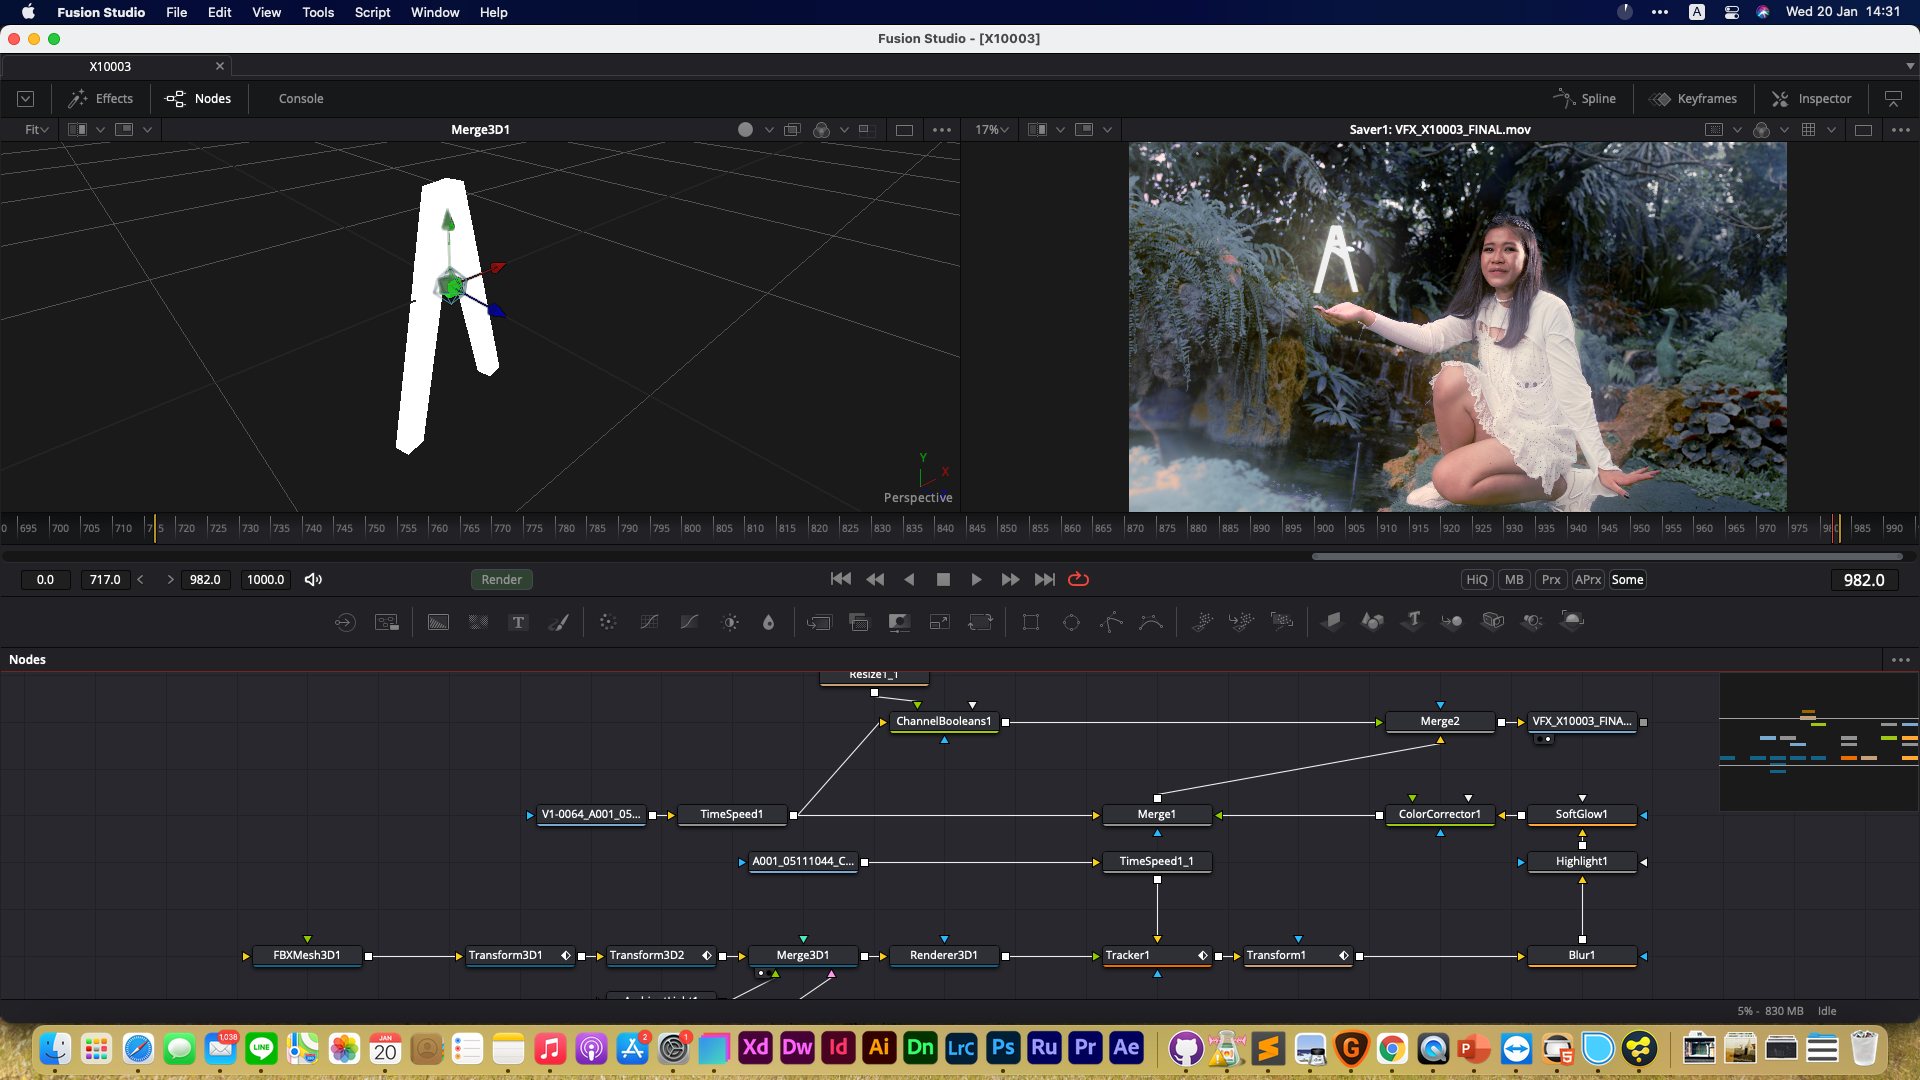 Fusion Studio File Edit View Tools Script Window Help
A Wed 20 Jan 14:31
Fusion Studio - [X10003]
X10003
Effects Nodes Console Spline Keyframes Inspector
Fit Merge3D1 17% Saver1: VFX_X10003_FINAL.mov
A
Y
X
Perspective
695 700 705 710 720 725 730 735 740 745 750 755 760 765 770 775 780 785 790 795 800 805 810 815 820 825 830 835 840 845 850 855 860 865 870 875 880 885 890 895 900 905 910 915 920 925 930 935 940 945 950 955 960 965 970 975 985 990
0.0 717.0 982.0 1000.0 Render HiQ MB Prx APrx Some 982.0
T T
Nodes
Resize1_1
ChannelBooleans1 Merge2 VFX_X10003_FINA...
V1-0064_A001_05... TimeSpeed1 Merge1 ColorCorrector1 SoftGlow1
A001_05111044_C... TimeSpeed1_1 Highlight1
FBXMesh3D1 Transform3D1 Transform3D2 Merge3D1 Renderer3D1 Tracker1 Transform1 Blur1
5% - 830 MB Idle
1,038 LINE JAN 20 2 1 Xd Dw Id Ai Dn LrC Ps Ru Pr Ae